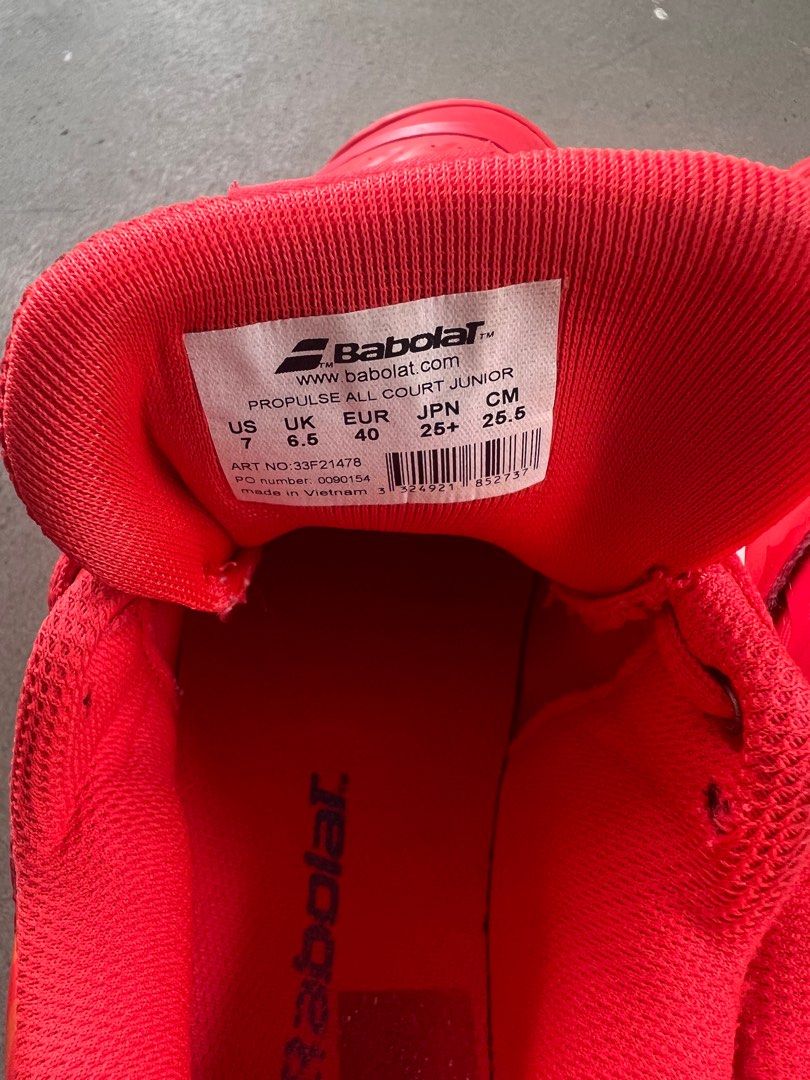 BabolaT™
www.babolat.com
PROPULSE ALL COURT JUNIOR
US UK EUR JPN CM
7 6.5 40 25+ 25.5
ART NO:33F21478
PO number. 0090154
made in Vietnam
3 324921 852737
BabolaT